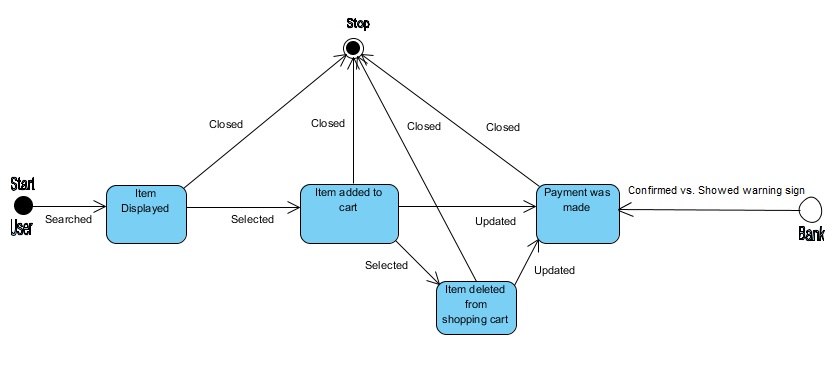 Stop
Closed
Closed
Closed
Closed
Start
User
Searched
Item
Displayed
Selected
Item added to
cart
Updated
Payment was
made
Confirmed vs. Showed warning sign
Bank
Selected
Item deleted
from
shopping cart
Updated